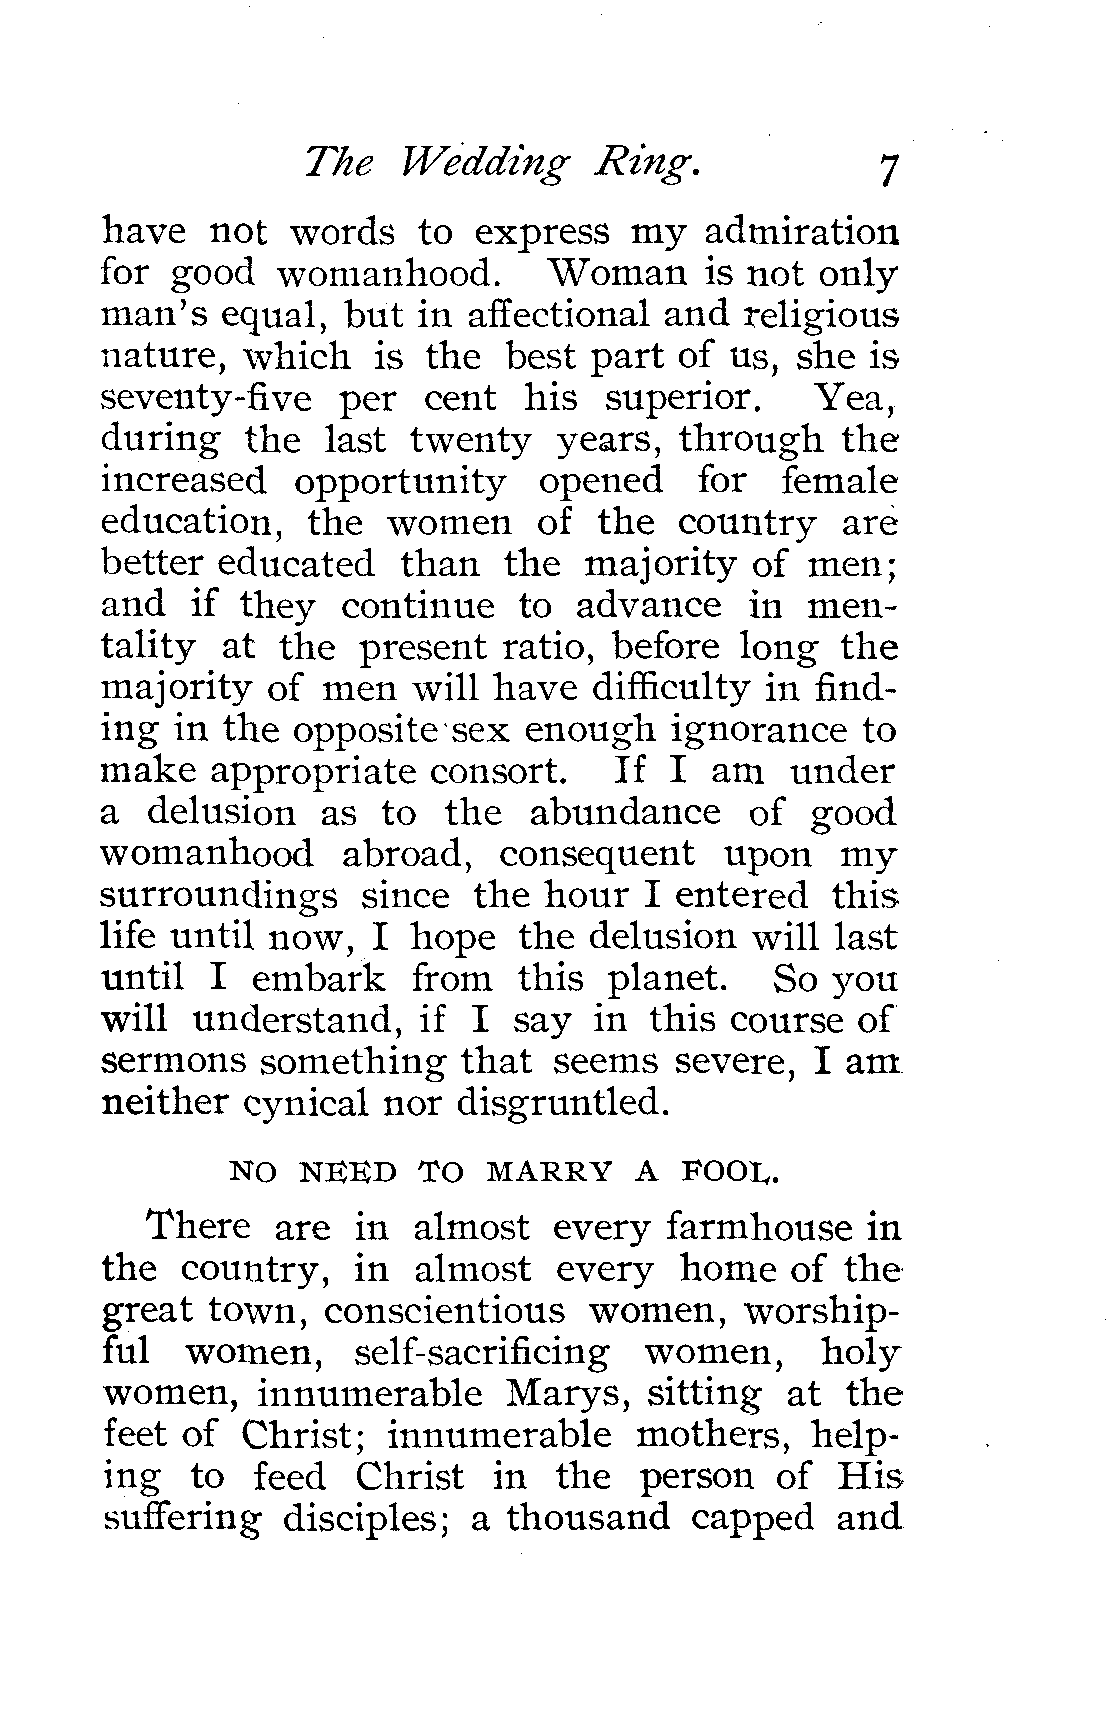 The Wedding Ring. 7
have not words to express my admiration
for good womanhood. Woman is not only
man's equal, but in affectional and religious
nature, which is the best part of us, she is
seventy-five per cent his superior. Yea,
during the last twenty years, through the
increased opportunity opened for female
education, the women of the country are
better educated than the majority of men;
and if they continue to advance in men-
tality at the present ratio, before long the
majority of men will have difficulty in find-
ing in the opposite sex enough ignorance to
make appropriate consort. If I am under
a delusion as to the abundance of good
womanhood abroad, consequent upon my
surroundings since the hour I entered this
life until now, I hope the delusion will last
until I embark from this planet. So you
will understand, if I say in this course of
sermons something that seems severe, I am
neither cynical nor disgruntled.
NO NEED TO MARRY A FOOL.
There are in almost every farmhouse in
the country, in almost every home of the
great town, conscientious women, worship-
ful women, self-sacrificing women, holy
women, innumerable Marys, sitting at the
feet of Christ; innumerable mothers, help-
ing to feed Christ in the person of His
suffering disciples; a thousand capped and